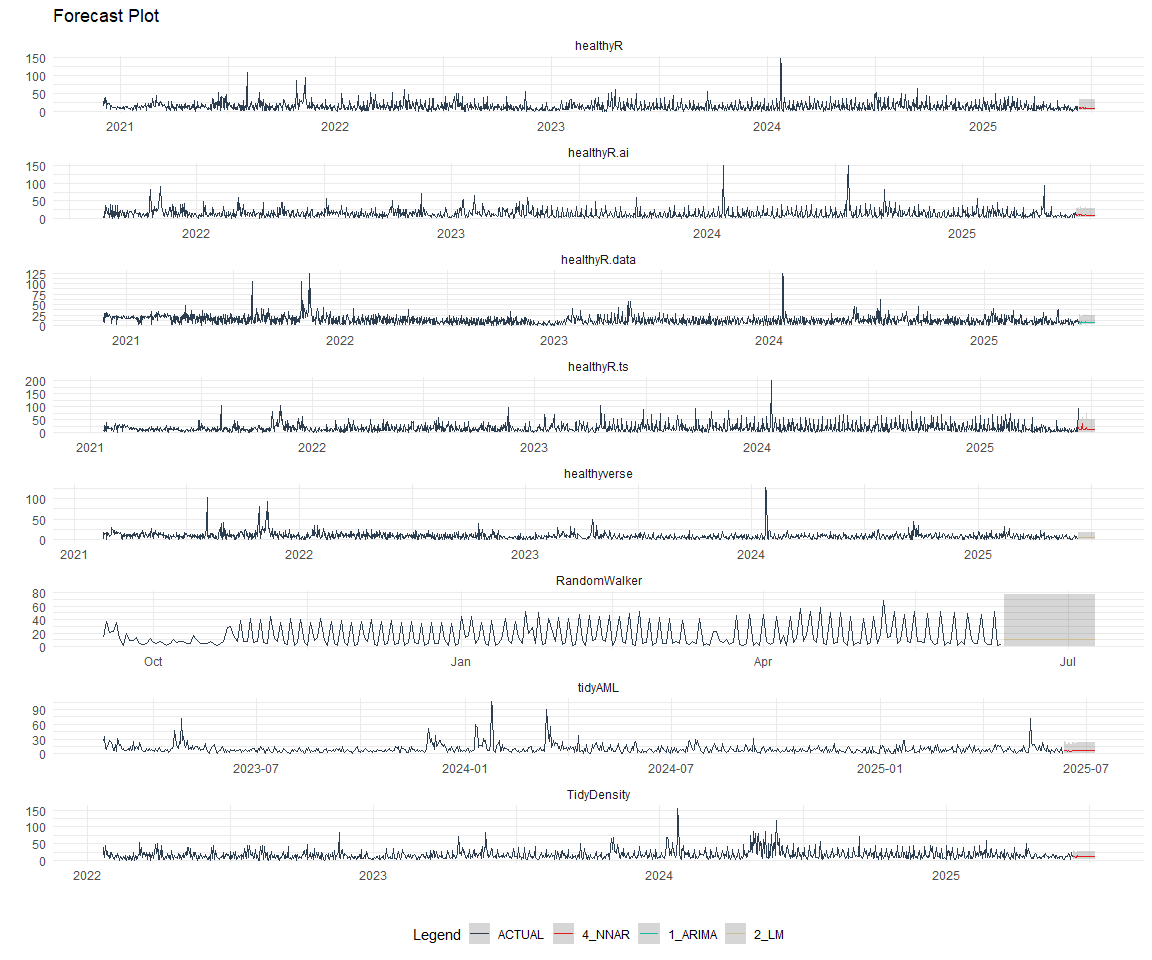 Forecast Plot
healthyR
150
100
50
0
2021 2022 2023 2024 2025
healthyR.ai
150
100
50
0
2022 2023 2024 2025
healthyR.data
125
100
75
50
25
0
2021 2022 2023 2024 2025
healthyR.ts
200
150
100
50
0
2021 2022 2023 2024 2025
healthyverse
100
50
0
2021 2022 2023 2024 2025
RandomWalker
80
60
40
20
0
Oct Jan Apr Jul
tidyAML
90
60
30
0
2023-07 2024-01 2024-07 2025-01 2025-07
TidyDensity
150
100
50
0
2022 2023 2024 2025
Legend ACTUAL 4_NNAR 1_ARIMA 2_LM